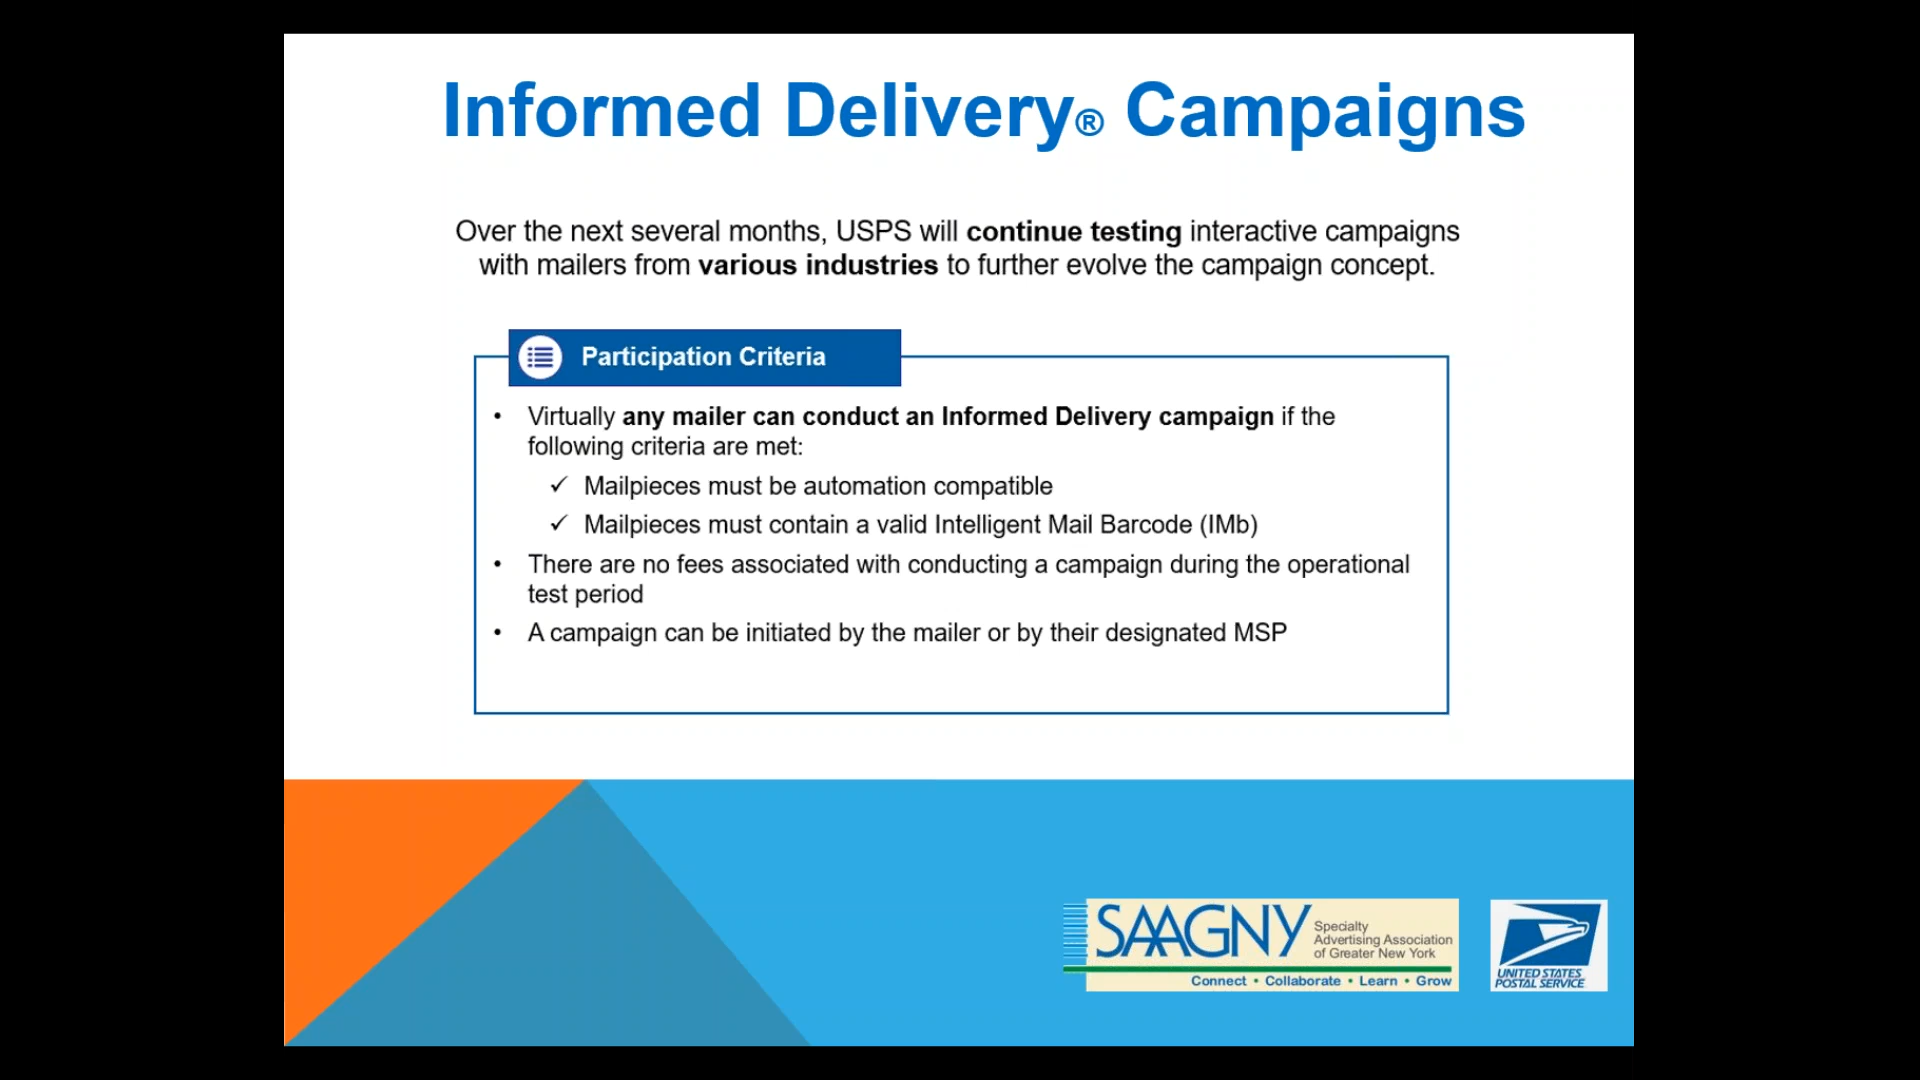 Informed Delivery® Campaigns
Over the next several months, USPS will continue testing interactive campaigns
with mailers from various industries to further evolve the campaign concept.
Participation Criteria
• Virtually any mailer can conduct an Informed Delivery campaign if the
following criteria are met:
✓ Mailpieces must be automation compatible
✓ Mailpieces must contain a valid Intelligent Mail Barcode (IMb)
• There are no fees associated with conducting a campaign during the operational
test period
• A campaign can be initiated by the mailer or by their designated MSP
SAAGNY
Specialty
Advertising Association
of Greater New York
Connect • Collaborate • Learn • Grow
UNITED STATES
POSTAL SERVICE